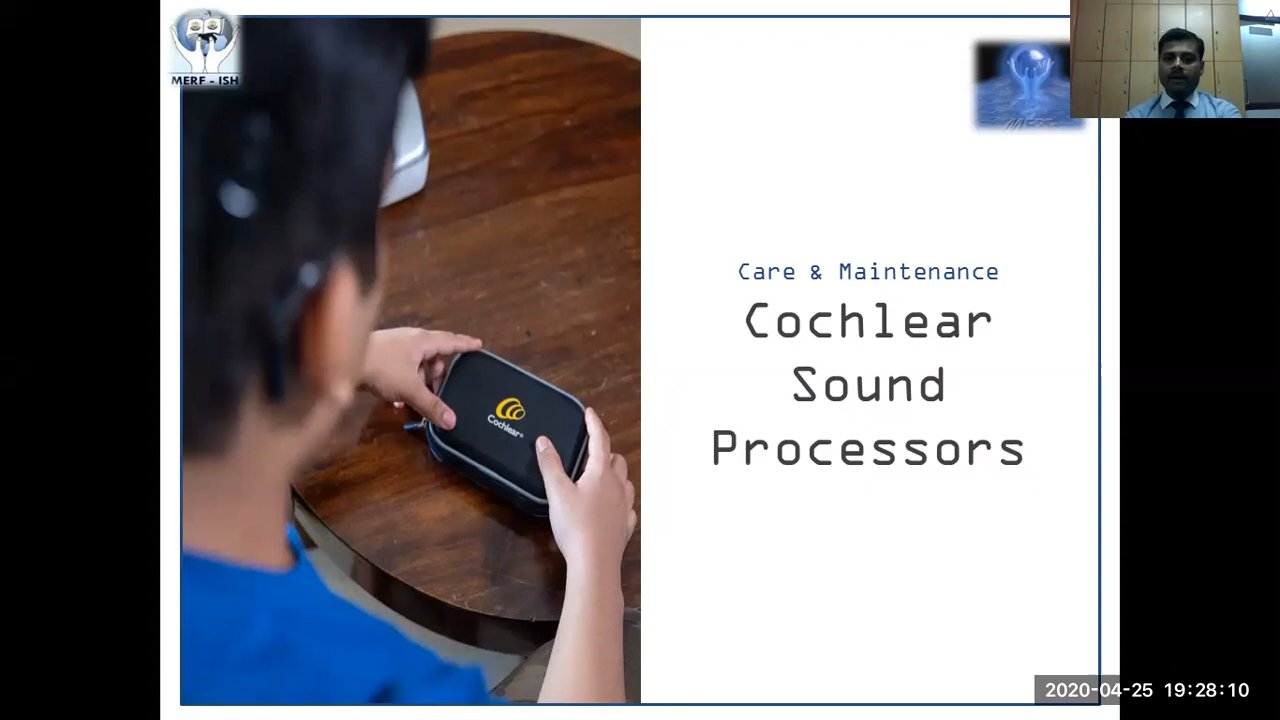 MERF - ISH
Care & Maintenance
Cochlear
Sound
Processors
Cochlear®
2020-04-25 19:28:10